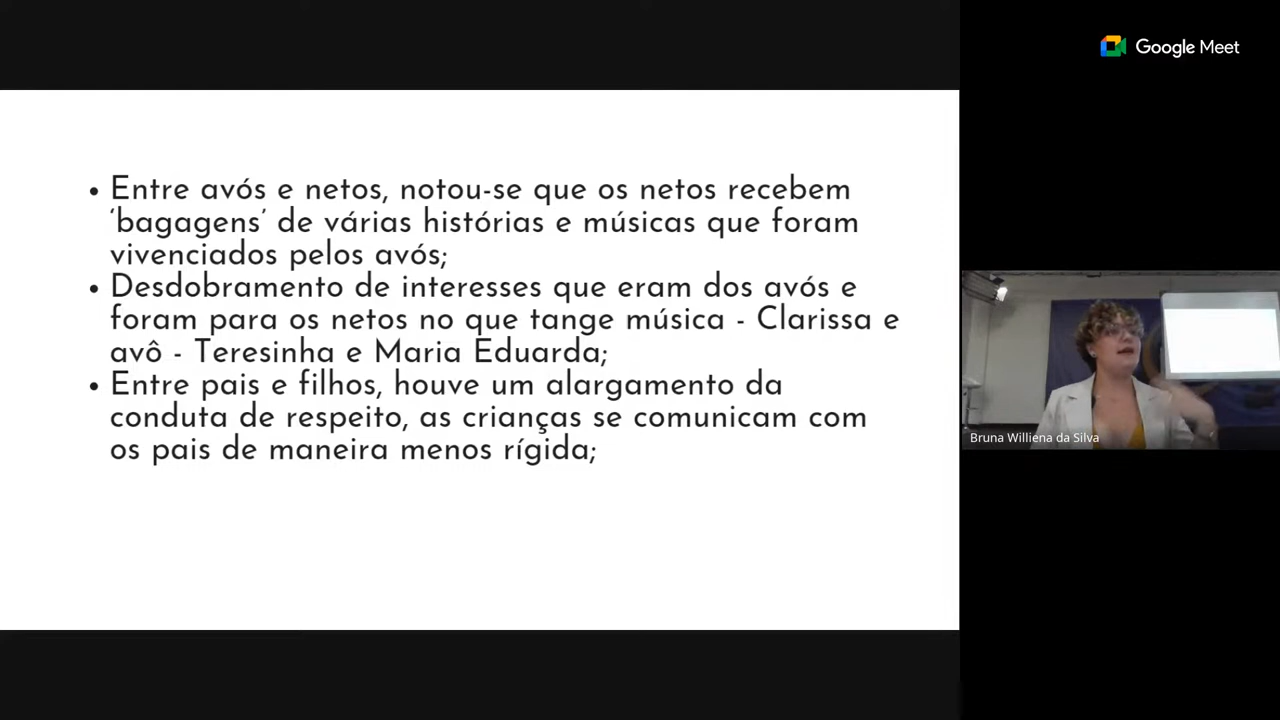 Google Meet
• Entre avós e netos, notou-se que os netos recebem
‘bagagens’ de várias histórias e músicas que foram
vivenciados pelos avós;
• Desdobramento de interesses que eram dos avós e
foram para os netos no que tange música - Clarissa e
avô - Teresinha e Maria Eduarda;
• Entre pais e filhos, houve um alargamento da
conduta de respeito, as crianças se comunicam com
os pais de maneira menos rígida;
Bruna Williena da Silva